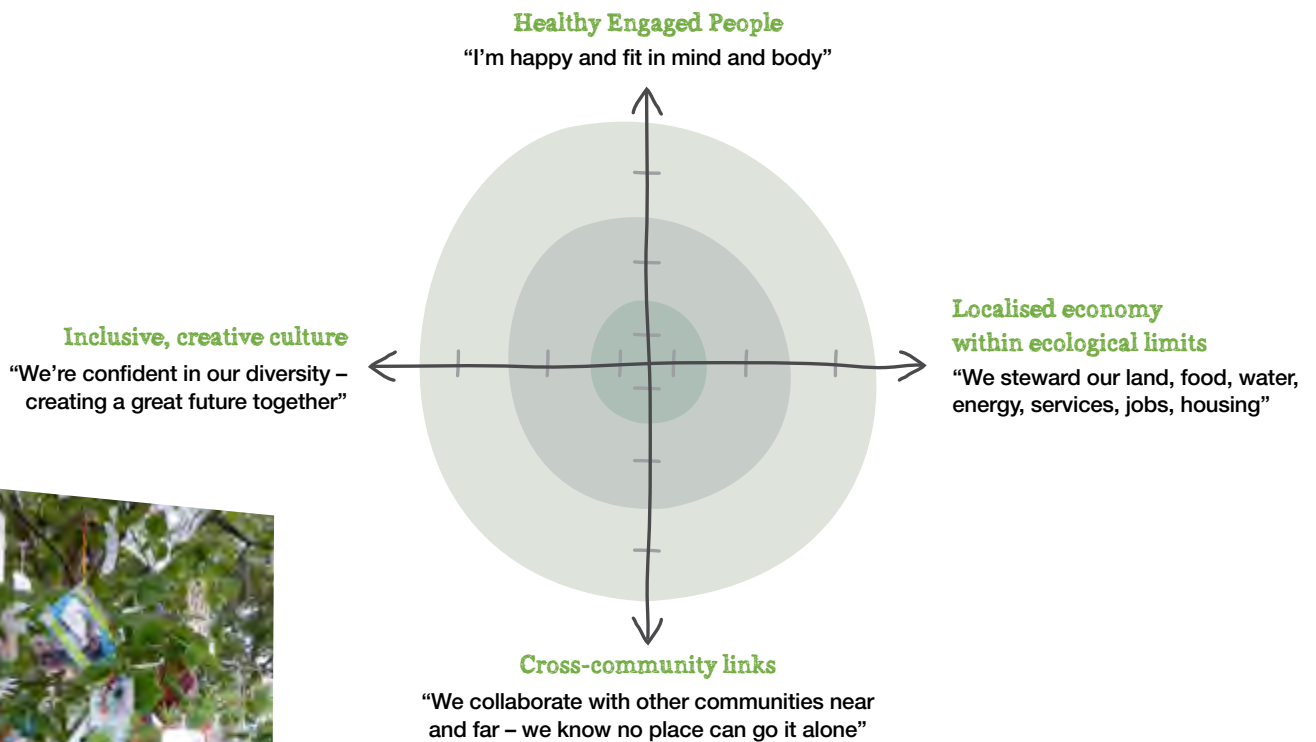 Healthy Engaged People
“I’m happy and fit in mind and body”
Inclusive, creative culture
“We’re confident in our diversity –
creating a great future together”
Localised economy
within ecological limits
“We steward our land, food, water,
energy, services, jobs, housing”
Cross-community links
“We collaborate with other communities near
and far – we know no place can go it alone”